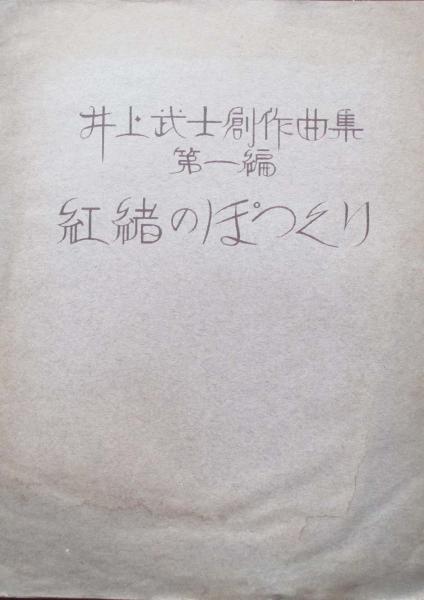 井上武士創作曲集
第一編
紅緒のぽつくり